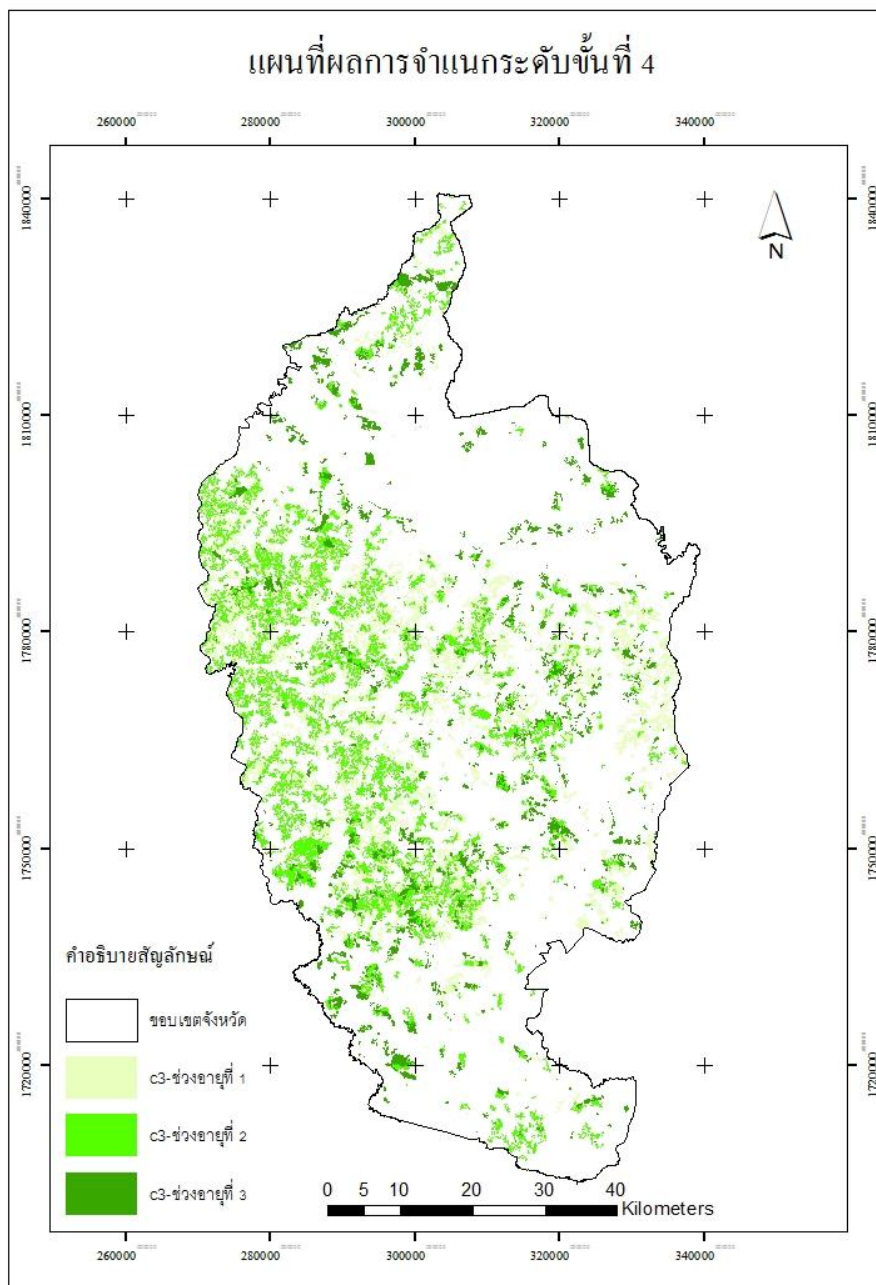 แผนที่ผลการจำแนกระดับขั้นที่ 4
260000 280000 300000 320000 340000
1840000 1840000
N
1810000 1810000
1780000 1780000
1750000 1750000
คำอธิบายสัญลักษณ์
ขอบเขตจังหวัด
1720000 1720000
c3-ช่วงอายุที่ 1
c3-ช่วงอายุที่ 2
c3-ช่วงอายุที่ 3
0 5 10 20 30 40
Kilometers
260000 280000 300000 320000 340000